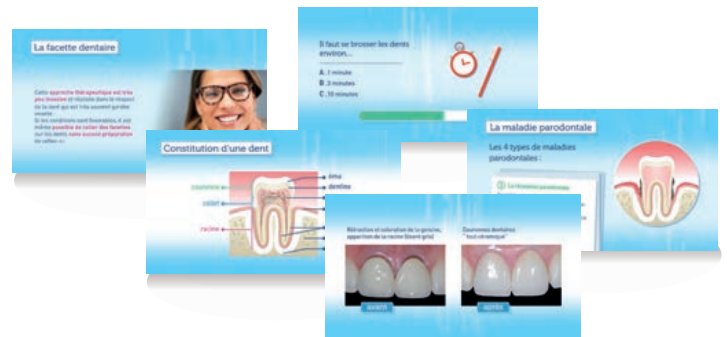 La facette dentaire
Cette approche thérapeutique est très
peu invasive et réalisée dans le respect
de la dent qui est très souvent gardée
vivante
Si les conditions sont favorables, il est
même possible de coller des facettes
sur les dents sans aucune préparation
de celles-ci
Il faut se brosser les dents
environ...
A. 1 minute
B. 3 minutes
C. 10 minutes
Constitution d'une dent
couronne
collet
racine
éma
dentine
La maladie parodontale
Les 4 types de maladies
parodontales :
Rétraction et coloration de la gencive,
apparition de la racine (liseré gris)
Couronnes dentaires
"tout céramique"
avant
après